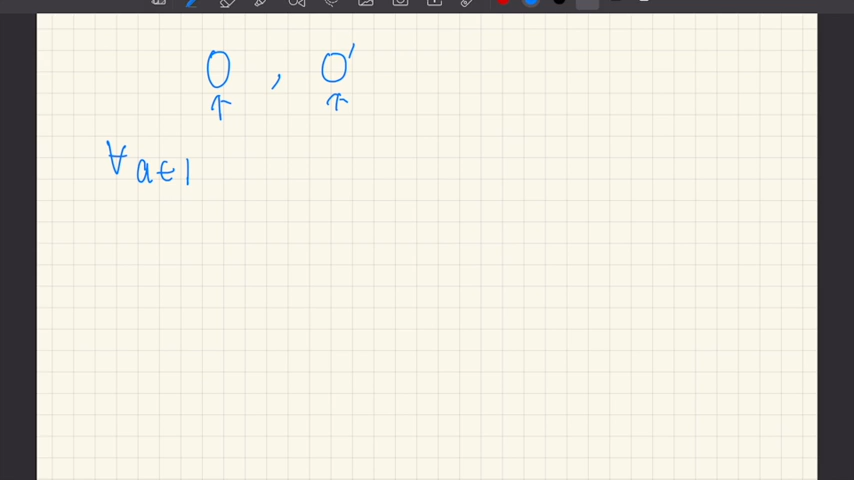 0 , 0'
↑ ↑
∀ a ∈ |